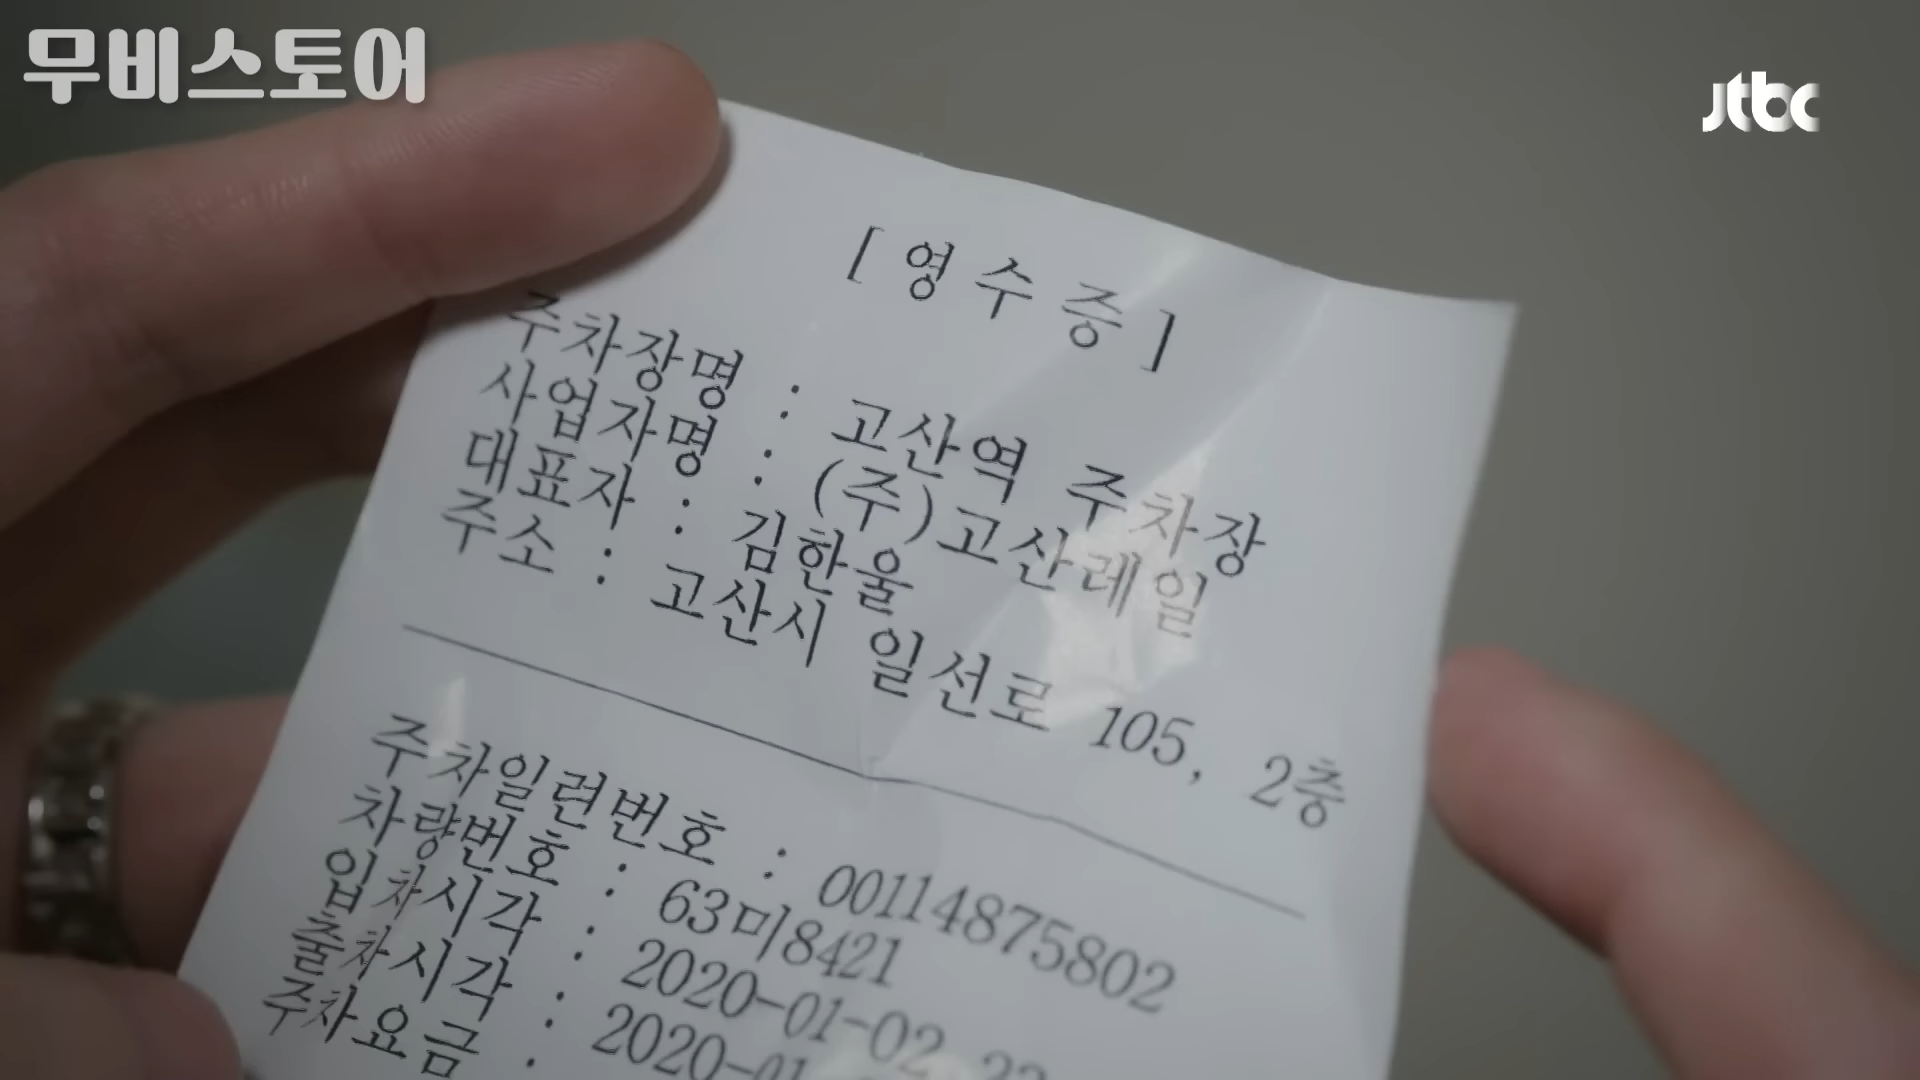 무비스토어
jtbc
[ 영 수 증 ]
주차장명 : 고산역 주차장
사업자명 : (주)고산레일
대표자 : 김한울
주소 : 고산시 일선로 105, 2층
주차일련번호 : 00114875802
차량번호 : 63미8421
입차시각 : 2020-01-02
출차시각 : 2020-01
주차요금 :